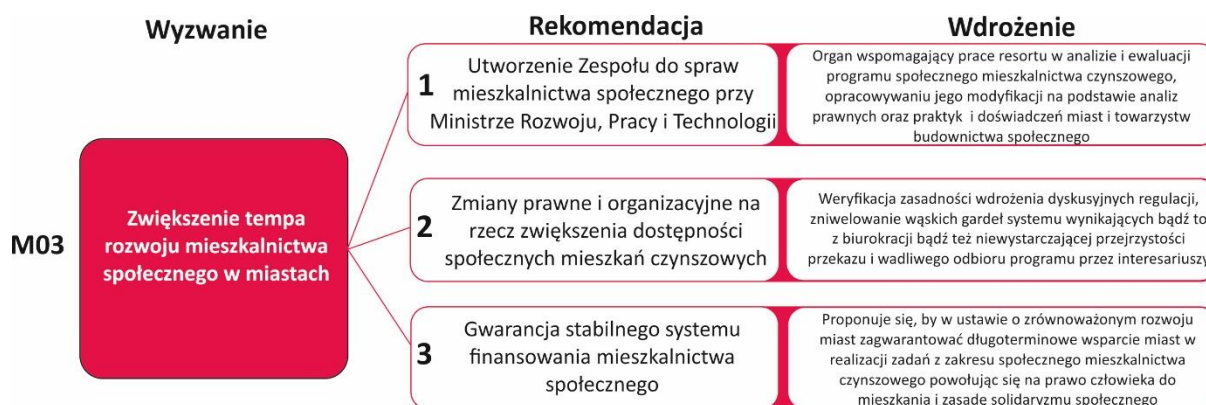 Wyzwanie
Rekomendacja
Wdrożenie
M03
Zwiększenie tempa
rozwoju mieszkalnictwa
społecznego w miastach
1
Utworzenie Zespołu do spraw
mieszkalnictwa społecznego przy
Ministrze Rozwoju, Pracy i Technologii
Organ wspomagający prace resortu w analizie i ewaluacji
programu społecznego mieszkalnictwa czynszowego,
opracowywaniu jego modyfikacji na podstawie analiz
prawnych oraz praktyk i doświadczeń miast i towarzystw
budownictwa społecznego
2
Zmiany prawne i organizacyjne na
rzecz zwiększenia dostępności
społecznych mieszkań czynszowych
Weryfikacja zasadności wdrożenia dyskusyjnych regulacji,
zniwelowanie wąskich gardeł systemu wynikających bądź to
z biurokracji bądź też niewystarczającej przejrzystości
przekazu i wadliwego odbioru programu przez interesariuszy
3
Gwarancja stabilnego systemu
finansowania mieszkalnictwa
społecznego
Proponuje się, by w ustawie o zrównoważonym rozwoju
miast zagwarantować długoterminowe wsparcie miast w
realizacji zadań z zakresu społecznego mieszkalnictwa
czynszowego powołując się na prawo człowieka do
mieszkania i zasadę solidaryzmu społecznego